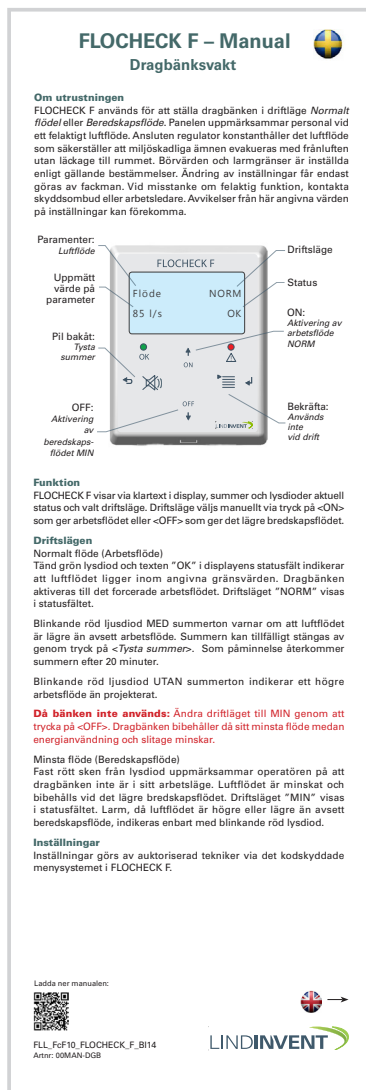 FLOCHECK F – Manual
Dragbänksvakt
Om utrustningen
FLOCHECK F används för att ställa dragbänken i driftläge Normalt
flödel eller Beredskapsflöde. Panelen uppmärksammar personal vid
ett felaktigt luftflöde. Ansluten regulator konstanthåller det luftflöde
som säkerställer att miljöskadliga ämnen evakueras med frånluften
utan läckage till rummet. Börvärden och larmgränser är inställda
enligt gällande bestämmelser. Ändring av inställningar får endast
göras av fackman. Vid misstanke om felaktig funktion, kontakta
skyddsombud eller arbetsledare. Avvikelser från här angivna värden
på inställningar kan förekomma.
Paramenter:
Luftflöde
Driftsläge
FLOCHECK F
Uppmätt
värde på
parameter
Status
Flöde NORM
85 l/s OK
ON:
Aktivering av
arbetsflöde
NORM
Pil bakåt:
Tysta
summer
OK
ON
OFF:
Aktivering
av
beredskaps-
flödet MIN
OFF
LINDINVENT
Bekräfta:
Används
inte
vid drift
Funktion
FLOCHECK F visar via klartext i display, summer och lysdioder aktuell
status och valt driftsläge. Driftsläge väljs manuellt via tryck på <ON>
som ger arbetsflödet eller <OFF> som ger det lägre bredskapsflödet.
Driftslägen
Normalt flöde (Arbetsflöde)
Tänd grön lysdiod och texten ”OK” i displayens statusfält indikerar
att luftflödet ligger inom angivna gränsvärden. Dragbänken
aktiveras till det forcerade arbetsflödet. Driftsläget ”NORM” visas
i statusfältet.
Blinkande röd ljusdiod MED summerton varnar om att luftflödet
är lägre än avsett arbetsflöde. Summern kan tillfälligt stängas av
genom tryck på <Tysta summer>. Som påminnelse återkommer
summern efter 20 minuter.
Blinkande röd ljusdiod UTAN summerton indikerar ett högre
arbetsflöde än projekterat.
Då bänken inte används: Ändra driftläget till MIN genom att
trycka på <OFF>. Dragbänken bibehåller då sitt minsta flöde medan
energianvändning och slitage minskar.
Minsta flöde (Beredskapsflöde)
Fast rött sken från lysdiod uppmärksammar operatören på att
dragbänken inte är i sitt arbetsläge. Luftflödet är minskat och
bibehålls vid det lägre bredskapsflödet. Driftsläget ”MIN” visas
i statusfältet. Larm, då luftflödet är högre eller lägre än avsett
beredskapsflöde, indikeras enbart med blinkande röd lysdiod.
Inställningar
Inställningar görs av auktoriserad tekniker via det kodskyddade
menysystemet i FLOCHECK F.
Ladda ner manualen:
FLL_FcF10_FLOCHECK_F_BI14
Artnr: 00MAN-DGB
LINDINVENT